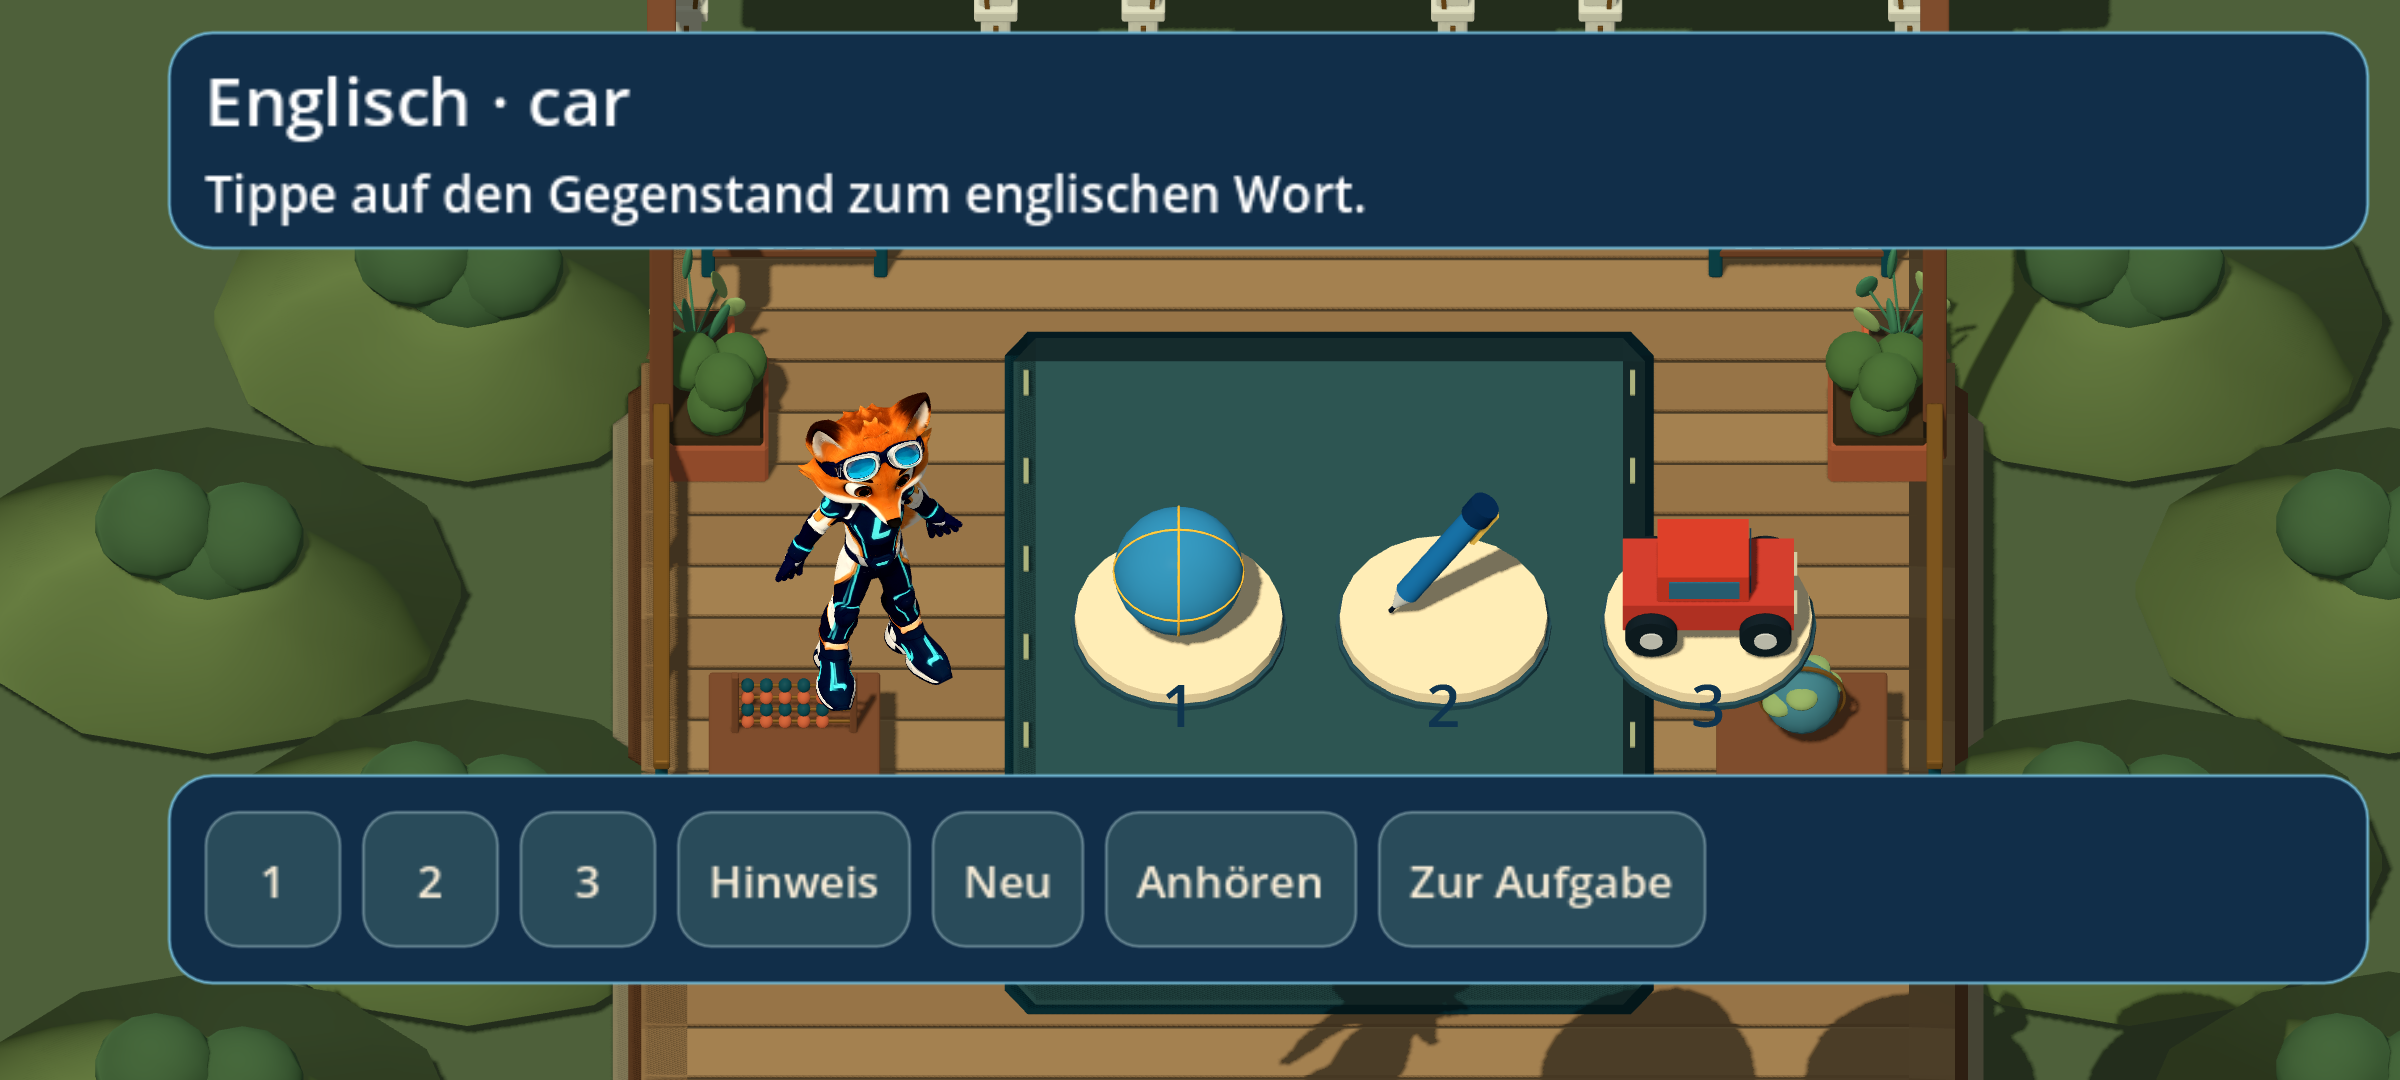 Englisch · car
Tippe auf den Gegenstand zum englischen Wort.
1 2 3
1 2 3 Hinweis Neu Anhören Zur Aufgabe